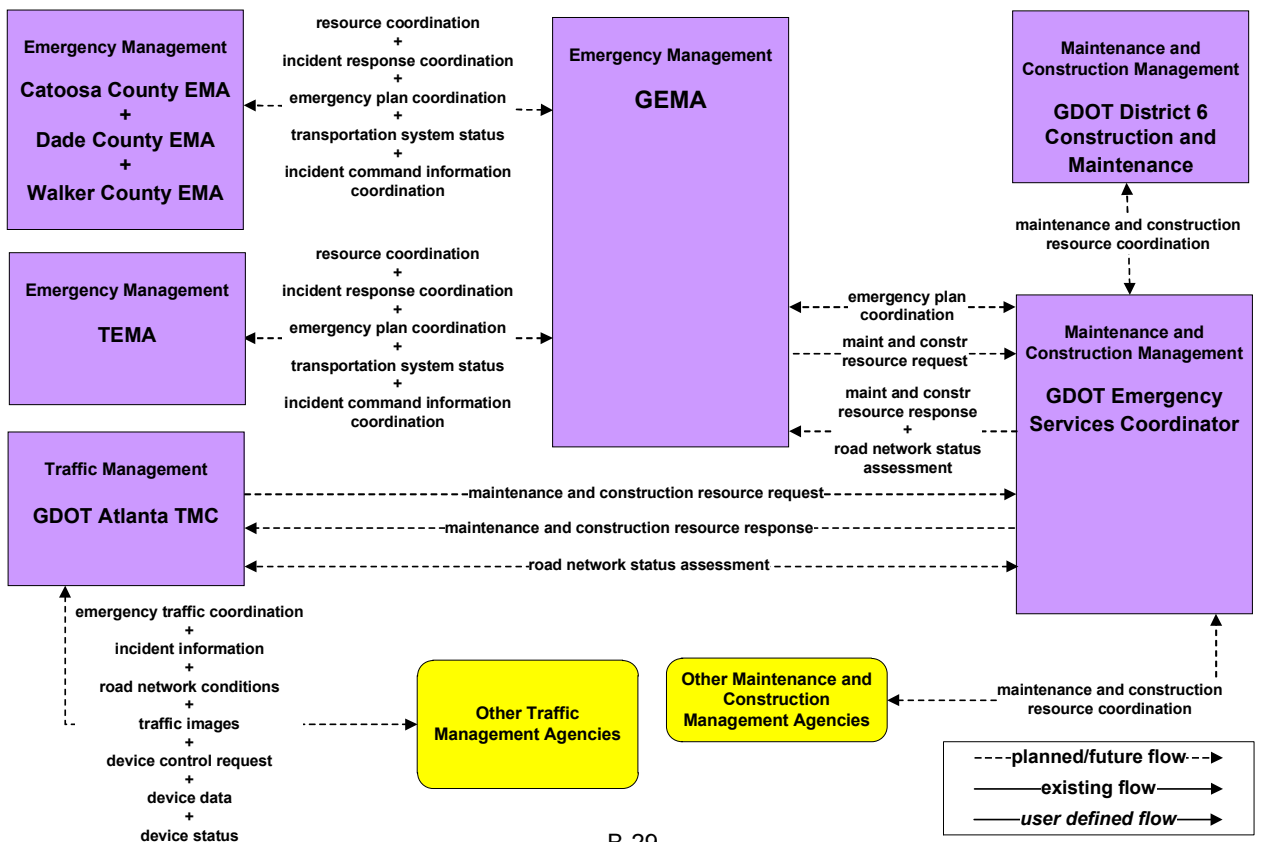 Emergency Management
Catoosa County EMA
+
Dade County EMA
+
Walker County EMA
resource coordination
+
incident response coordination
+
emergency plan coordination
+
transportation system status
+
incident command information
coordination
Emergency Management
GEMA
Maintenance and
Construction Management
GDOT District 6
Construction and
Maintenance
maintenance and construction
resource coordination
Emergency Management
TEMA
resource coordination
+
incident response coordination
+
emergency plan coordination
+
transportation system status
+
incident command information
coordination
emergency plan
coordination
maint and constr
resource request
maint and constr
resource response
+
road network status
assessment
Maintenance and
Construction Management
GDOT Emergency
Services Coordinator
Traffic Management
GDOT Atlanta TMC
maintenance and construction resource request
maintenance and construction resource response
road network status assessment
emergency traffic coordination
+
incident information
+
road network conditions
+
traffic images
+
device control request
+
device data
+
device status
Other Traffic
Management Agencies
Other Maintenance and
Construction
Management Agencies
maintenance and construction
resource coordination
planned/future flow
existing flow
user defined flow